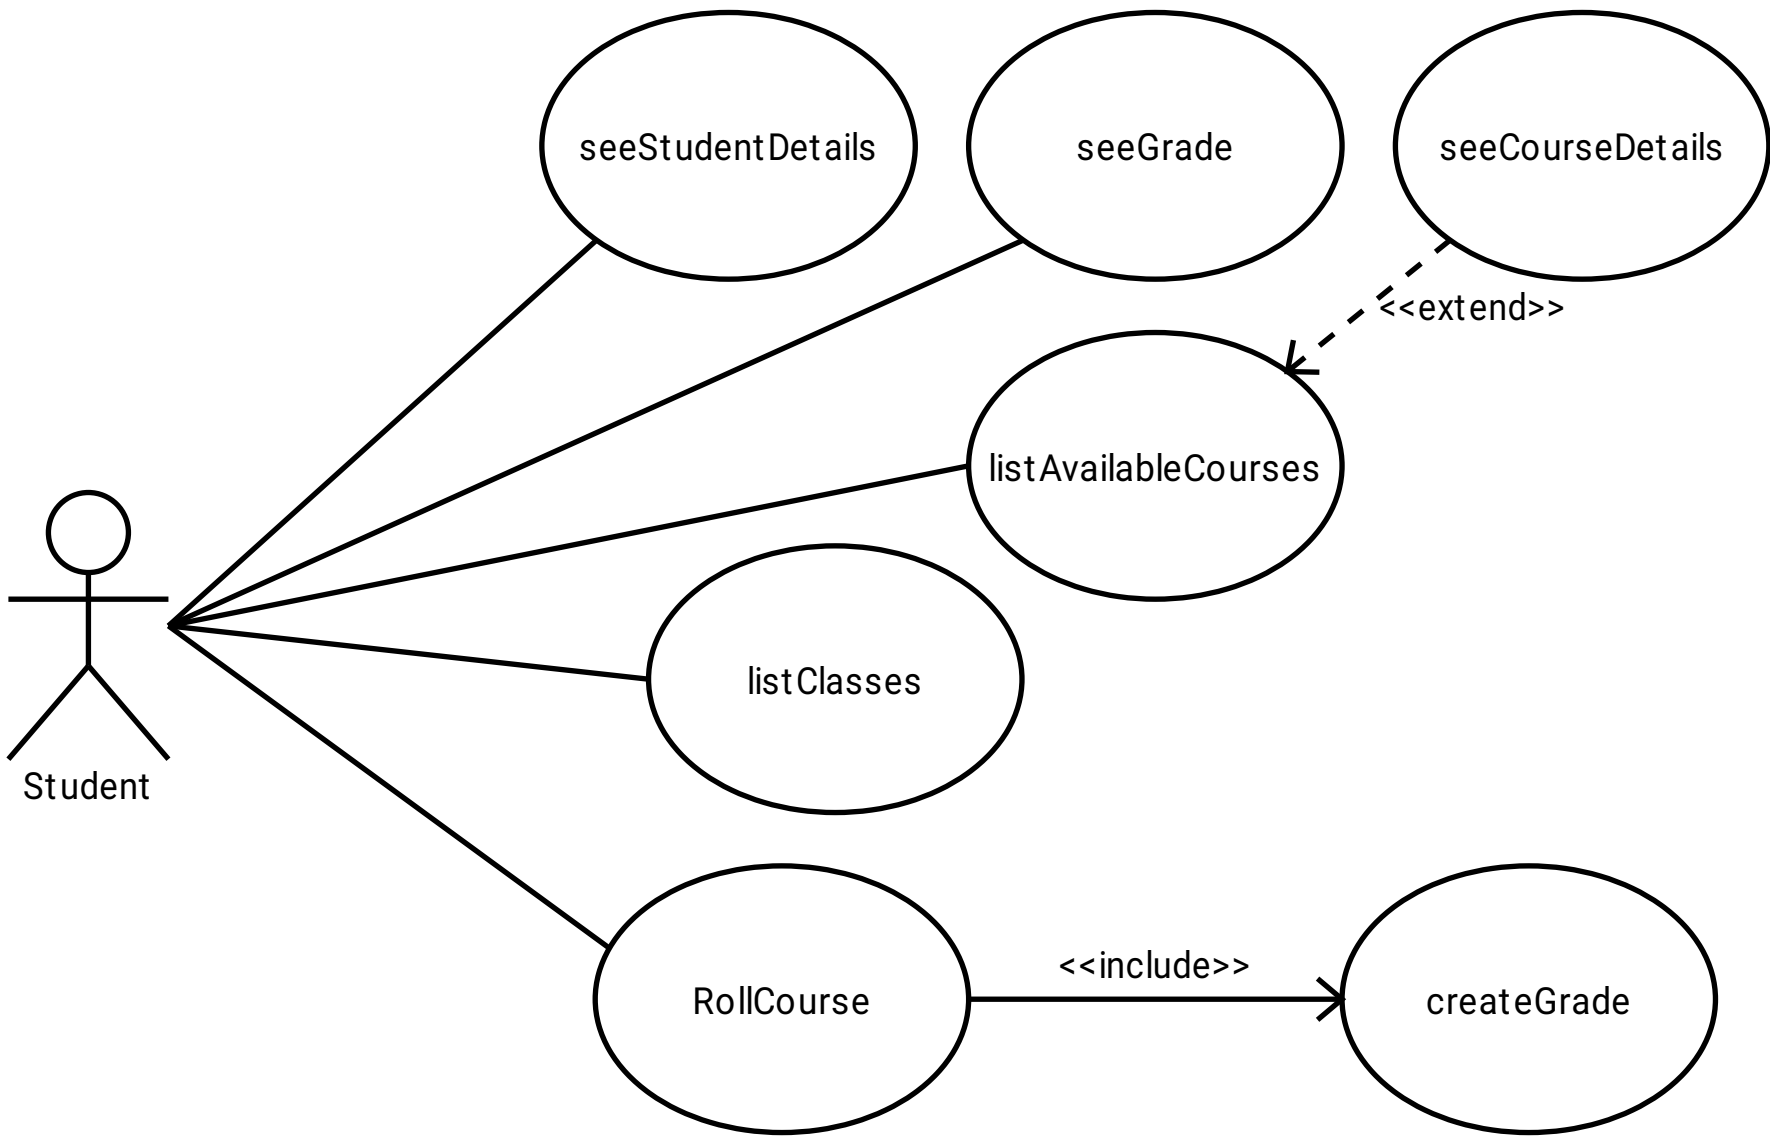 seeStudentDetails
seeGrade
seeCourseDetails
<<extend>>
listAvailableCourses
listClasses
Student
<<include>>
RollCourse
createGrade